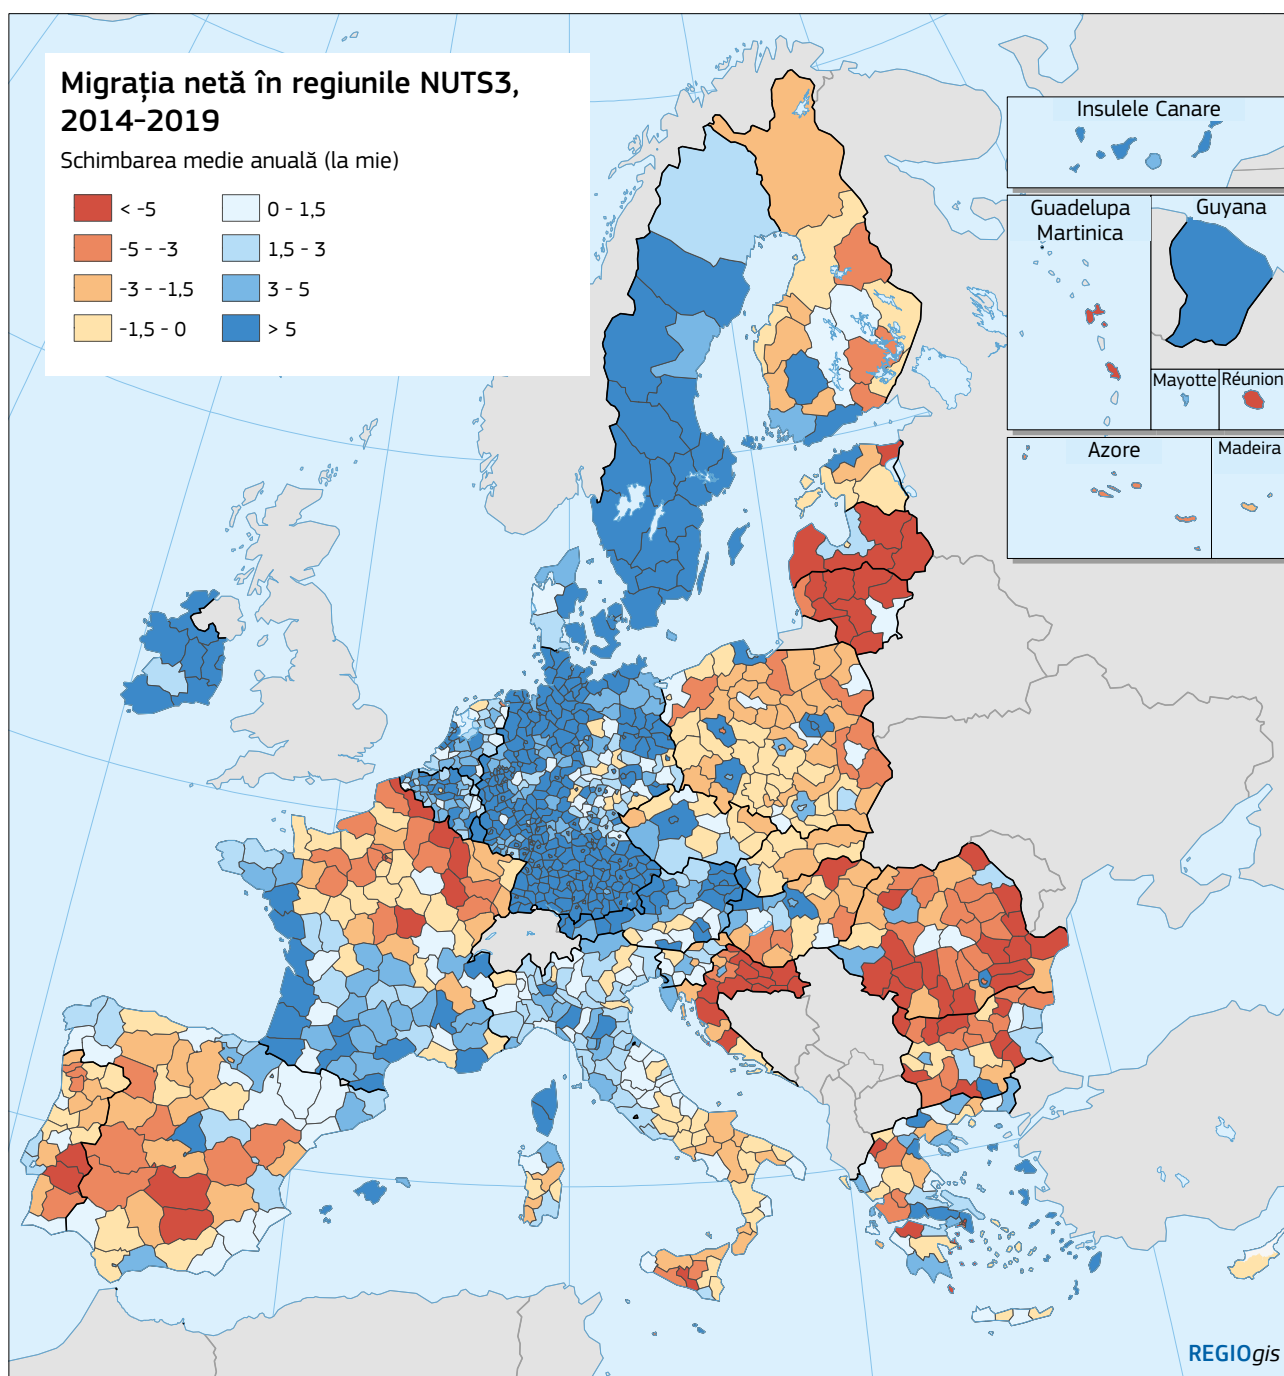 Migrația netă în regiunile NUTS3,
2014-2019
Schimbarea medie anuală (la mie)
< -5
-5 - -3
-3 - -1,5
-1,5 - 0
0 - 1,5
1,5 - 3
3 - 5
> 5
Insulele Canare
Guadelupa
Martinica
Guyana
Mayotte
Réunion
Azore
Madeira
REGIOgis